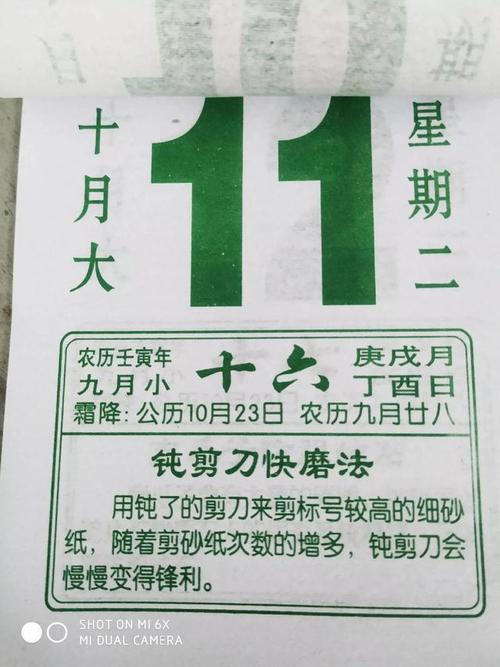 十月大
11
星期二
农历壬寅年
九月小
十六
庚戌月
丁酉日
霜降:公历10月23日 农历九月廿八
钝剪刀快磨法
用钝了的剪刀来剪标号较高的细砂
纸，随着剪砂纸次数的增多，钝剪刀会
慢慢变得锋利。
SHOT ON MI 6X
MI DUAL CAMERA